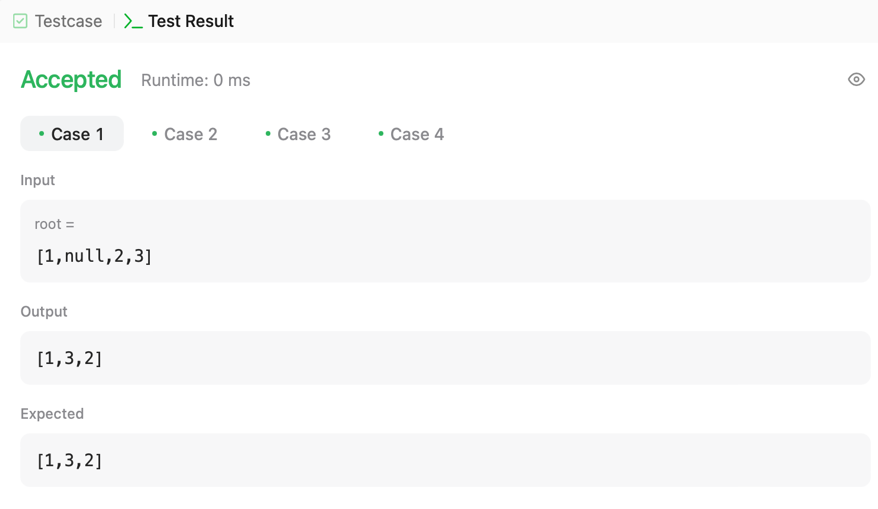 Testcase Test Result
Accepted Runtime: 0 ms
Case 1 Case 2 Case 3 Case 4
Input
root =
[1,null,2,3]
Output
[1,3,2]
Expected
[1,3,2]